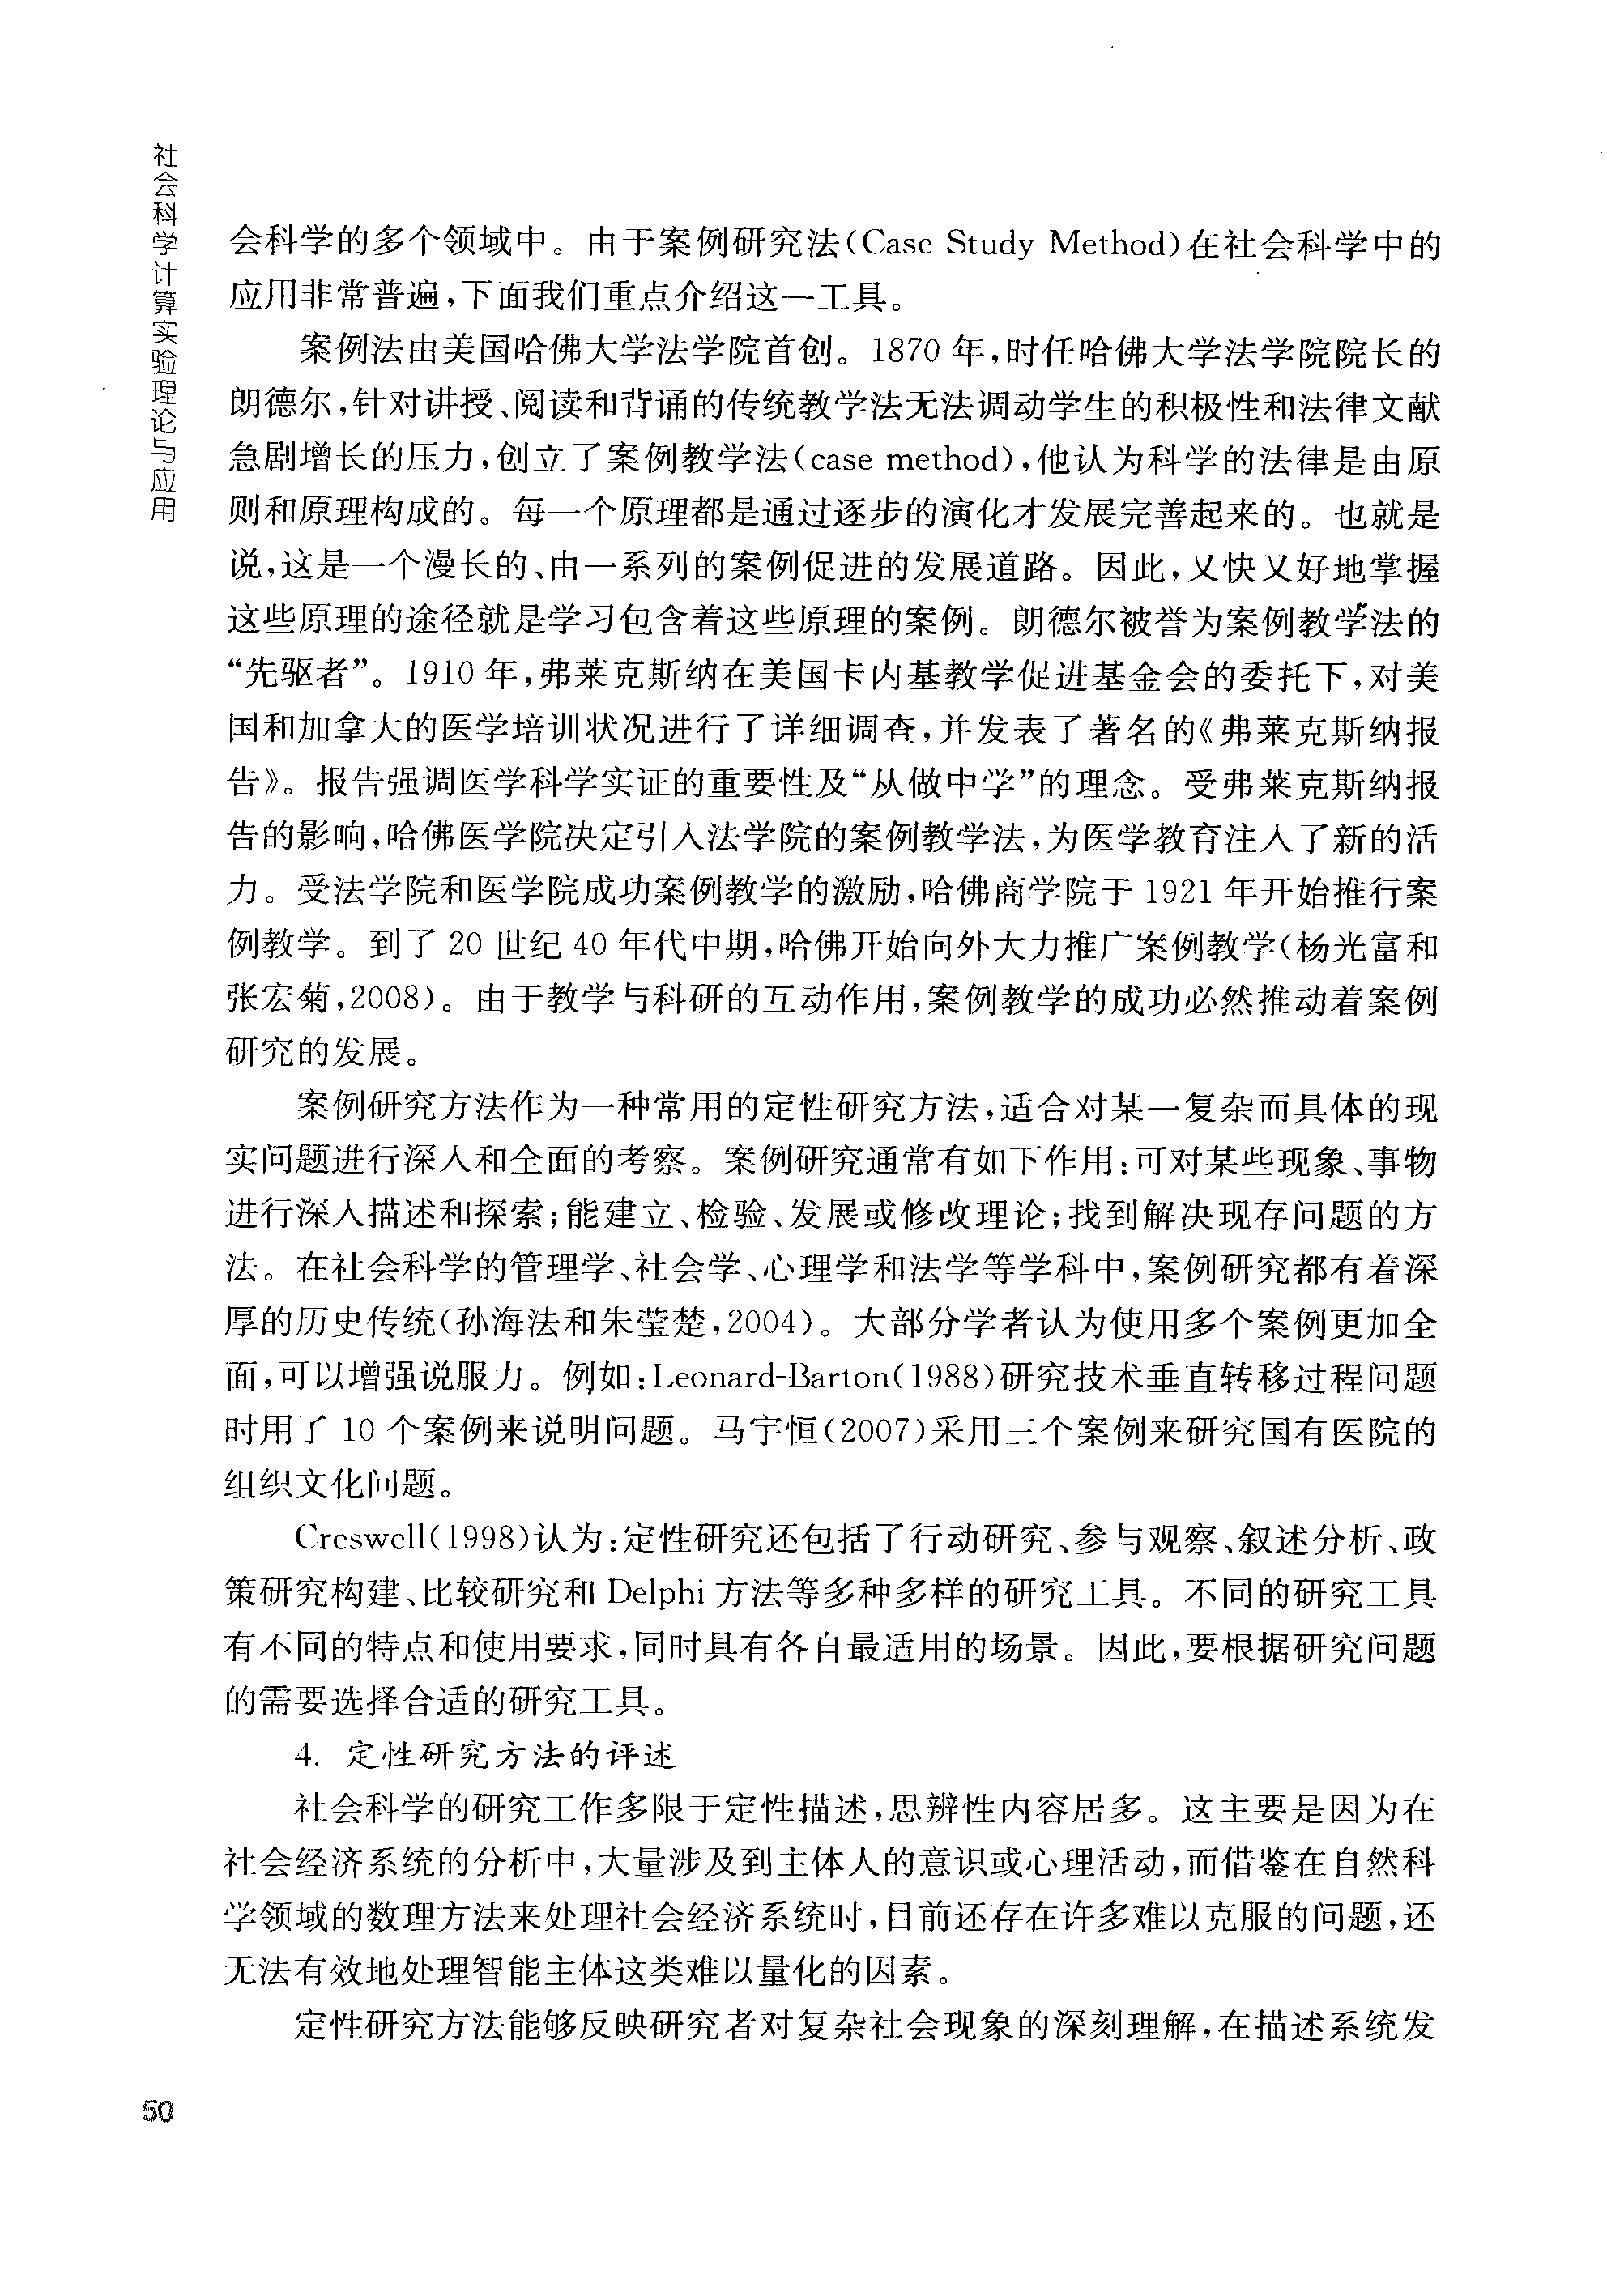 社会科学计算实验理论与应用
会科学的多个领域中。由于案例研究法(Case Study Method)在社会科学中的
应用非常普遍,下面我们重点介绍这一工具。
案例法由美国哈佛大学法学院首创。1870 年,时任哈佛大学法学院院长的
朗德尔,针对讲授、阅读和背诵的传统教学法无法调动学生的积极性和法律文献
急剧增长的压力,创立了案例教学法(case method),他认为科学的法律是由原
则和原理构成的。每一个原理都是通过逐步的演化才发展完善起来的。也就是
说,这是一个漫长的、由一系列的案例促进的发展道路。因此,又快又好地掌握
这些原理的途径就是学习包含着这些原理的案例。朗德尔被誉为案例教学法的
“先驱者”。1910 年,弗莱克斯纳在美国卡内基教学促进基金会的委托下,对美
国和加拿大的医学培训状况进行了详细调查,并发表了著名的《弗莱克斯纳报
告》。报告强调医学科学实证的重要性及“从做中学”的理念。受弗莱克斯纳报
告的影响,哈佛医学院决定引入法学院的案例教学法,为医学教育注入了新的活
力。受法学院和医学院成功案例教学的激励,哈佛商学院于 1921 年开始推行案
例教学。到了 20 世纪 40 年代中期,哈佛开始向外大力推广案例教学(杨光富和
张宏菊,2008)。由于教学与科研的互动作用,案例教学的成功必然推动着案例
研究的发展。
案例研究方法作为一种常用的定性研究方法,适合对某一复杂而具体的现
实问题进行深入和全面的考察。案例研究通常有如下作用:可对某些现象、事物
进行深入描述和探索;能建立、检验、发展或修改理论;找到解决现存问题的方
法。在社会科学的管理学、社会学、心理学和法学等学科中,案例研究都有着深
厚的历史传统(孙海法和朱莹楚,2004)。大部分学者认为使用多个案例更加全
面,可以增强说服力。例如:Leonard-Barton(1988)研究技术垂直转移过程问题
时用了 10 个案例来说明问题。马宇恒(2007)采用三个案例来研究国有医院的
组织文化问题。
Creswell(1998)认为:定性研究还包括了行动研究、参与观察、叙述分析、政
策研究构建、比较研究和 Delphi 方法等多种多样的研究工具。不同的研究工具
有不同的特点和使用要求,同时具有各自最适用的场景。因此,要根据研究问题
的需要选择合适的研究工具。
4. 定性研究方法的评述
社会科学的研究工作多限于定性描述,思辨性内容居多。这主要是因为在
社会经济系统的分析中,大量涉及到主体人的意识或心理活动,而借鉴在自然科
学领域的数理方法来处理社会经济系统时,目前还存在许多难以克服的问题,还
无法有效地处理智能主体这类难以量化的因素。
定性研究方法能够反映研究者对复杂社会现象的深刻理解,在描述系统发
50